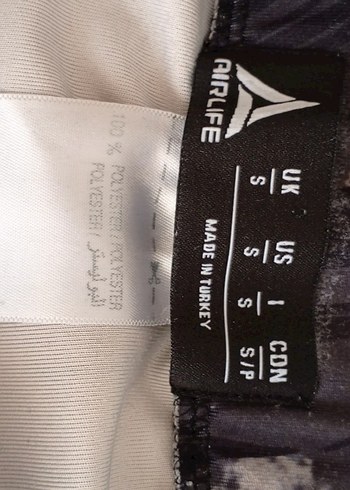 AIRLIFE
UK US I CDN
S S S S/P
MADE IN TURKEY
100 % POLYESTER / POLYESTER
POLYESTER / البوليستر